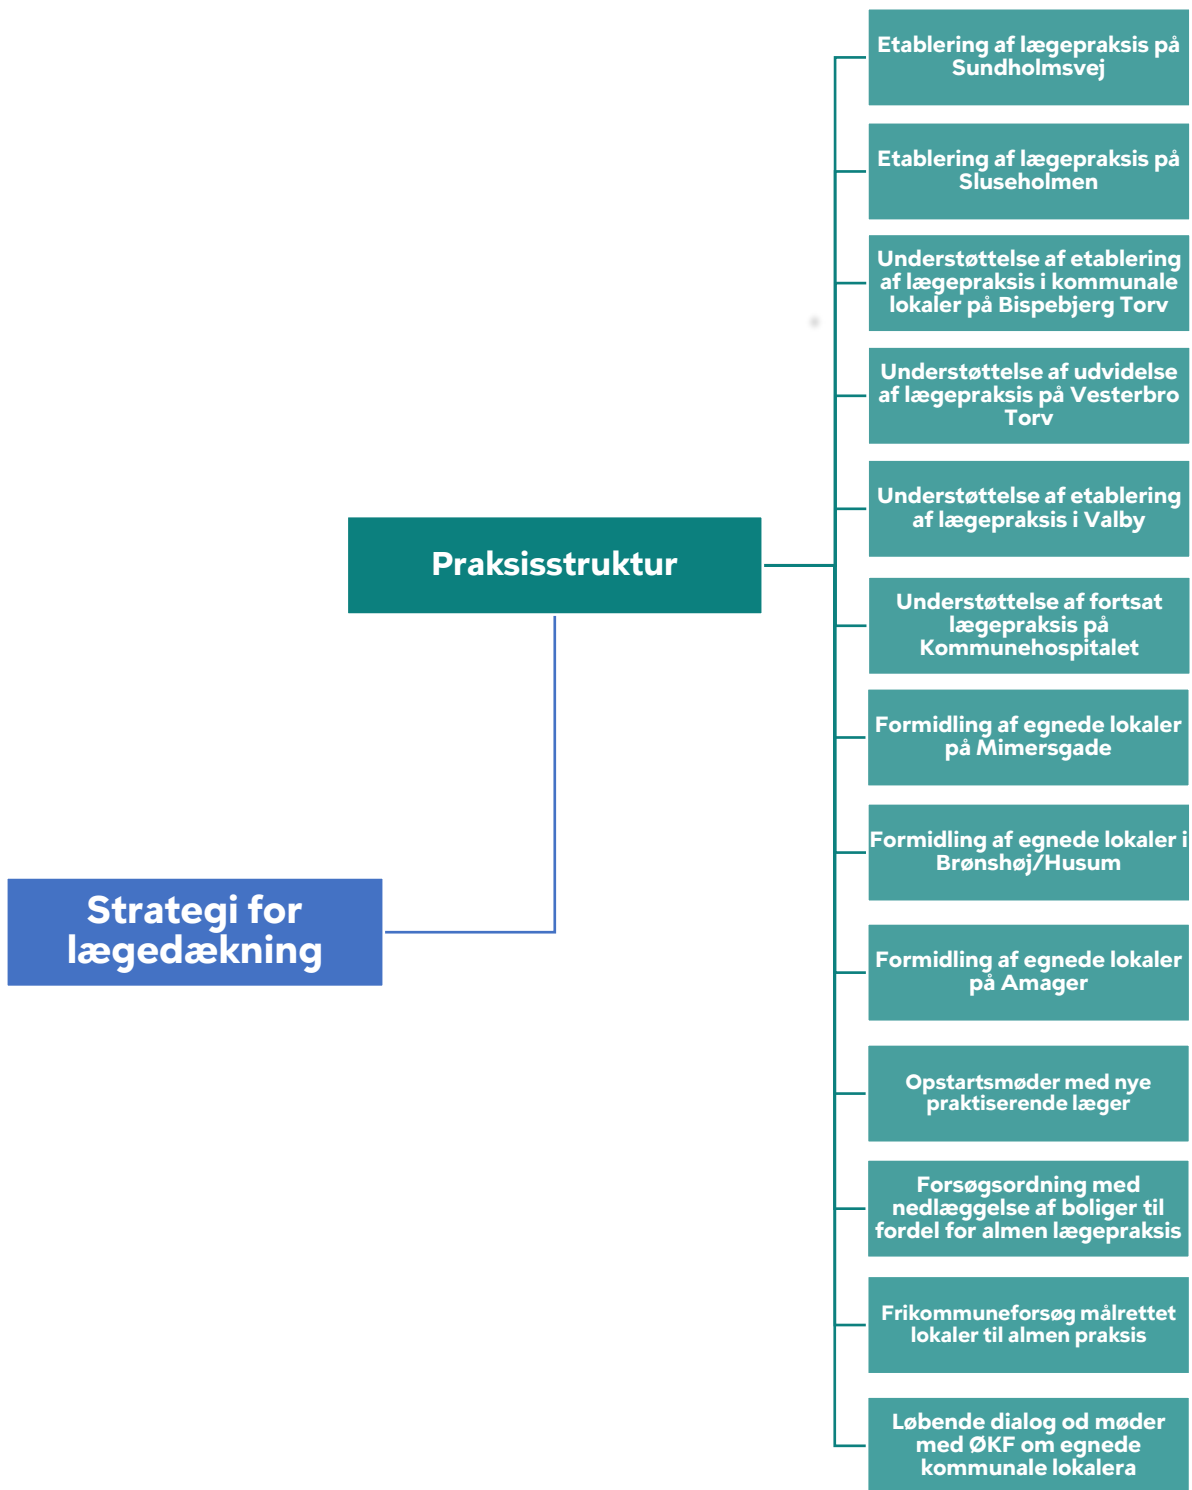 Etablering af lægepraksis på
Sundholmsvej
Etablering af lægepraksis på
Sluseholmen
Understøttelse af etablering
af lægepraksis i kommunale
lokaler på Bispebjerg Torv
Understøttelse af udvidelse
af lægepraksis på Vesterbro
Torv
Understøttelse af etablering
af lægepraksis i Valby
Praksisstruktur
Understøttelse af fortsat
lægepraksis på
Kommunehospitalet
Formidling af egnede lokaler
på Mimersgade
Formidling af egnede lokaler i
Brønshøj/Husum
Strategi for
lægedækning
Formidling af egnede lokaler
på Amager
Opstartsmøder med nye
praktiserende læger
Forsøgsordning med
nedlæggelse af boliger til
fordel for almen lægepraksis
Frikommuneforsøg målrettet
lokaler til almen praksis
Løbende dialog od møder
med ØKF om egnede
kommunale lokalera